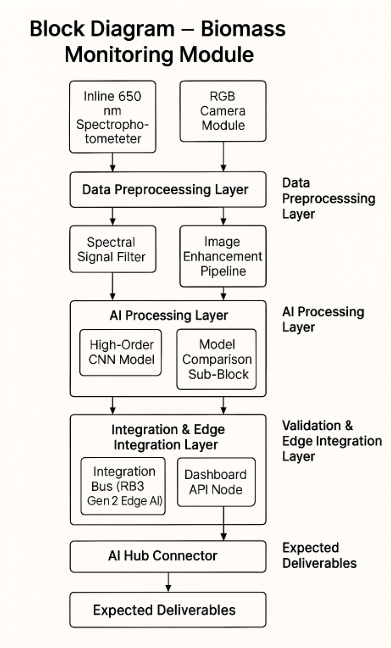 Block Diagram – Biomass
Monitoring Module
Inline 650
nm
Spectropho-
tometeter
RGB
Camera
Module
Data Preproceessing Layer
Data
Preprocesssing
Layer
Spectral
Signal Filter
Image
Enhancement
Pipeline
AI Processing Layer
AI Processing
Layer
High-Order
CNN Model
Model
Comparison
Sub-Block
Integration & Edge
Integration Layer
Validation &
Edge Integration
Layer
Integration
Bus (RB3
Gen 2 Edge AI)
Dashboard
API Node
AI Hub Connector
Expected
Deliverables
Expected Deliverables